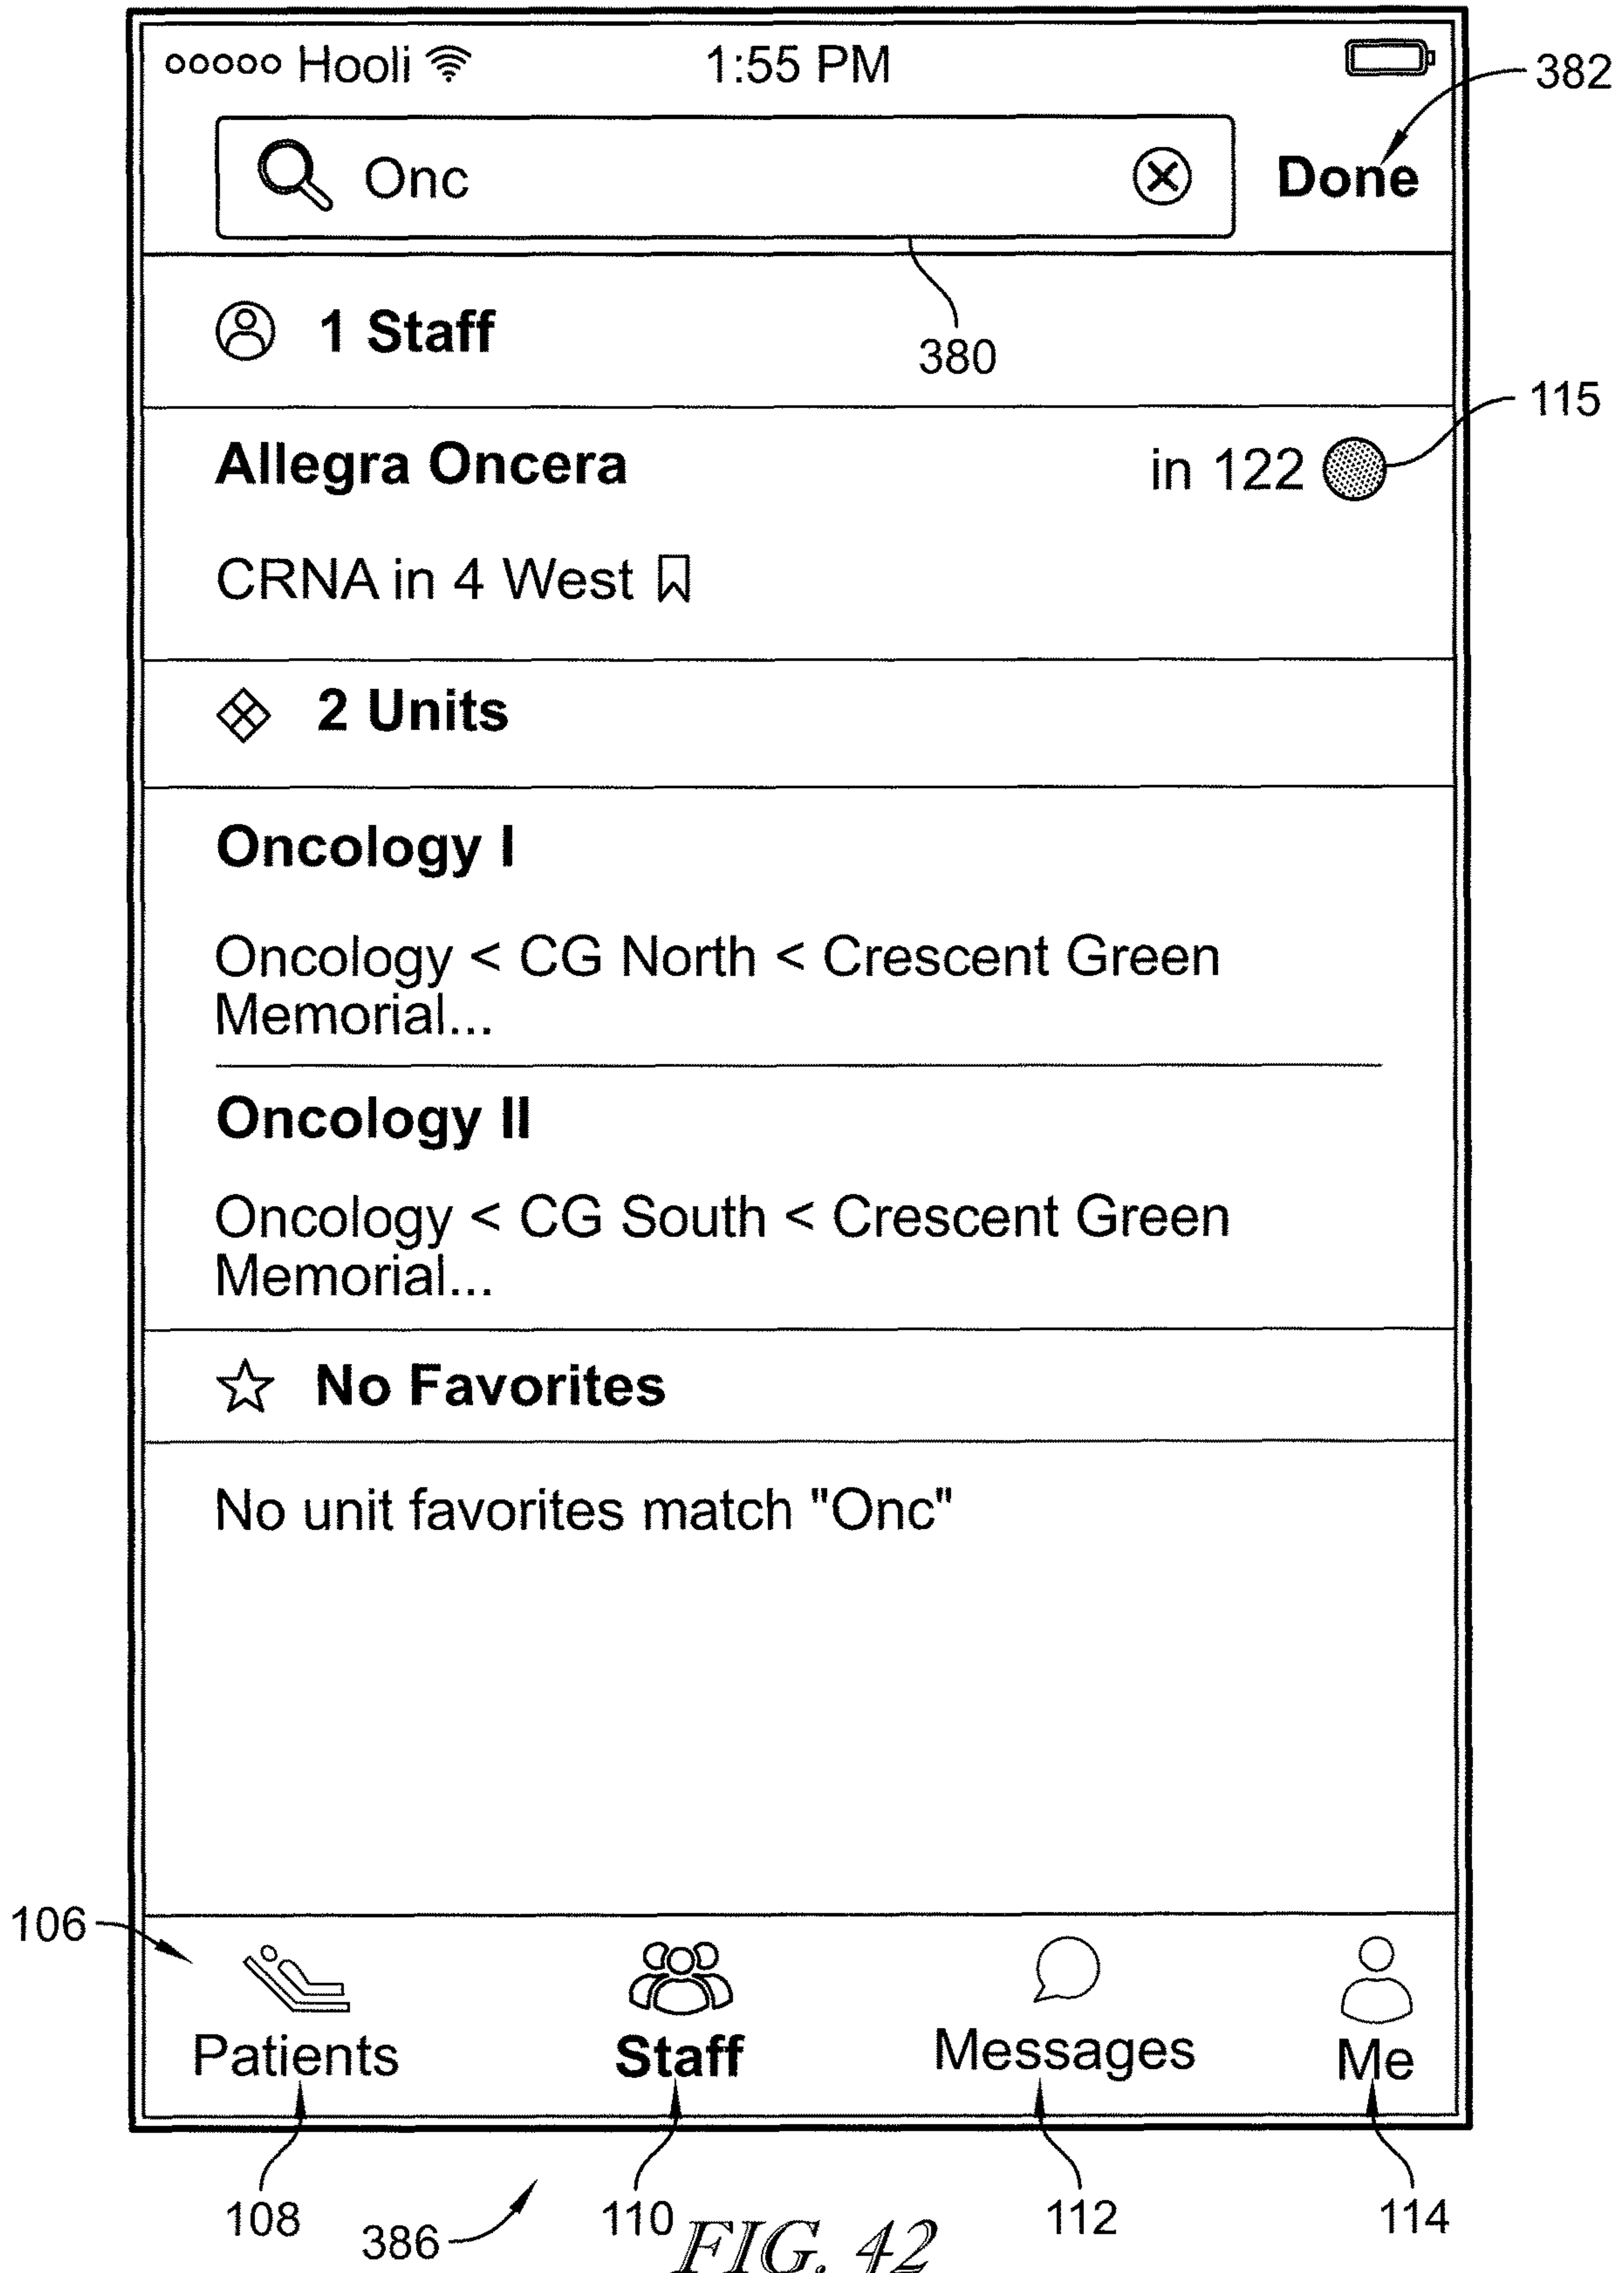 Hooli 1:55 PM
382
Onc Done
380
1 Staff
115
Allegra Oncera in 122
CRNA in 4 West
2 Units
Oncology I
Oncology < CG North < Crescent Green
Memorial...
Oncology II
Oncology < CG South < Crescent Green
Memorial...
No Favorites
No unit favorites match "Onc"
106
Patients Staff Messages Me
108 110 112 114
386
FIG. 42